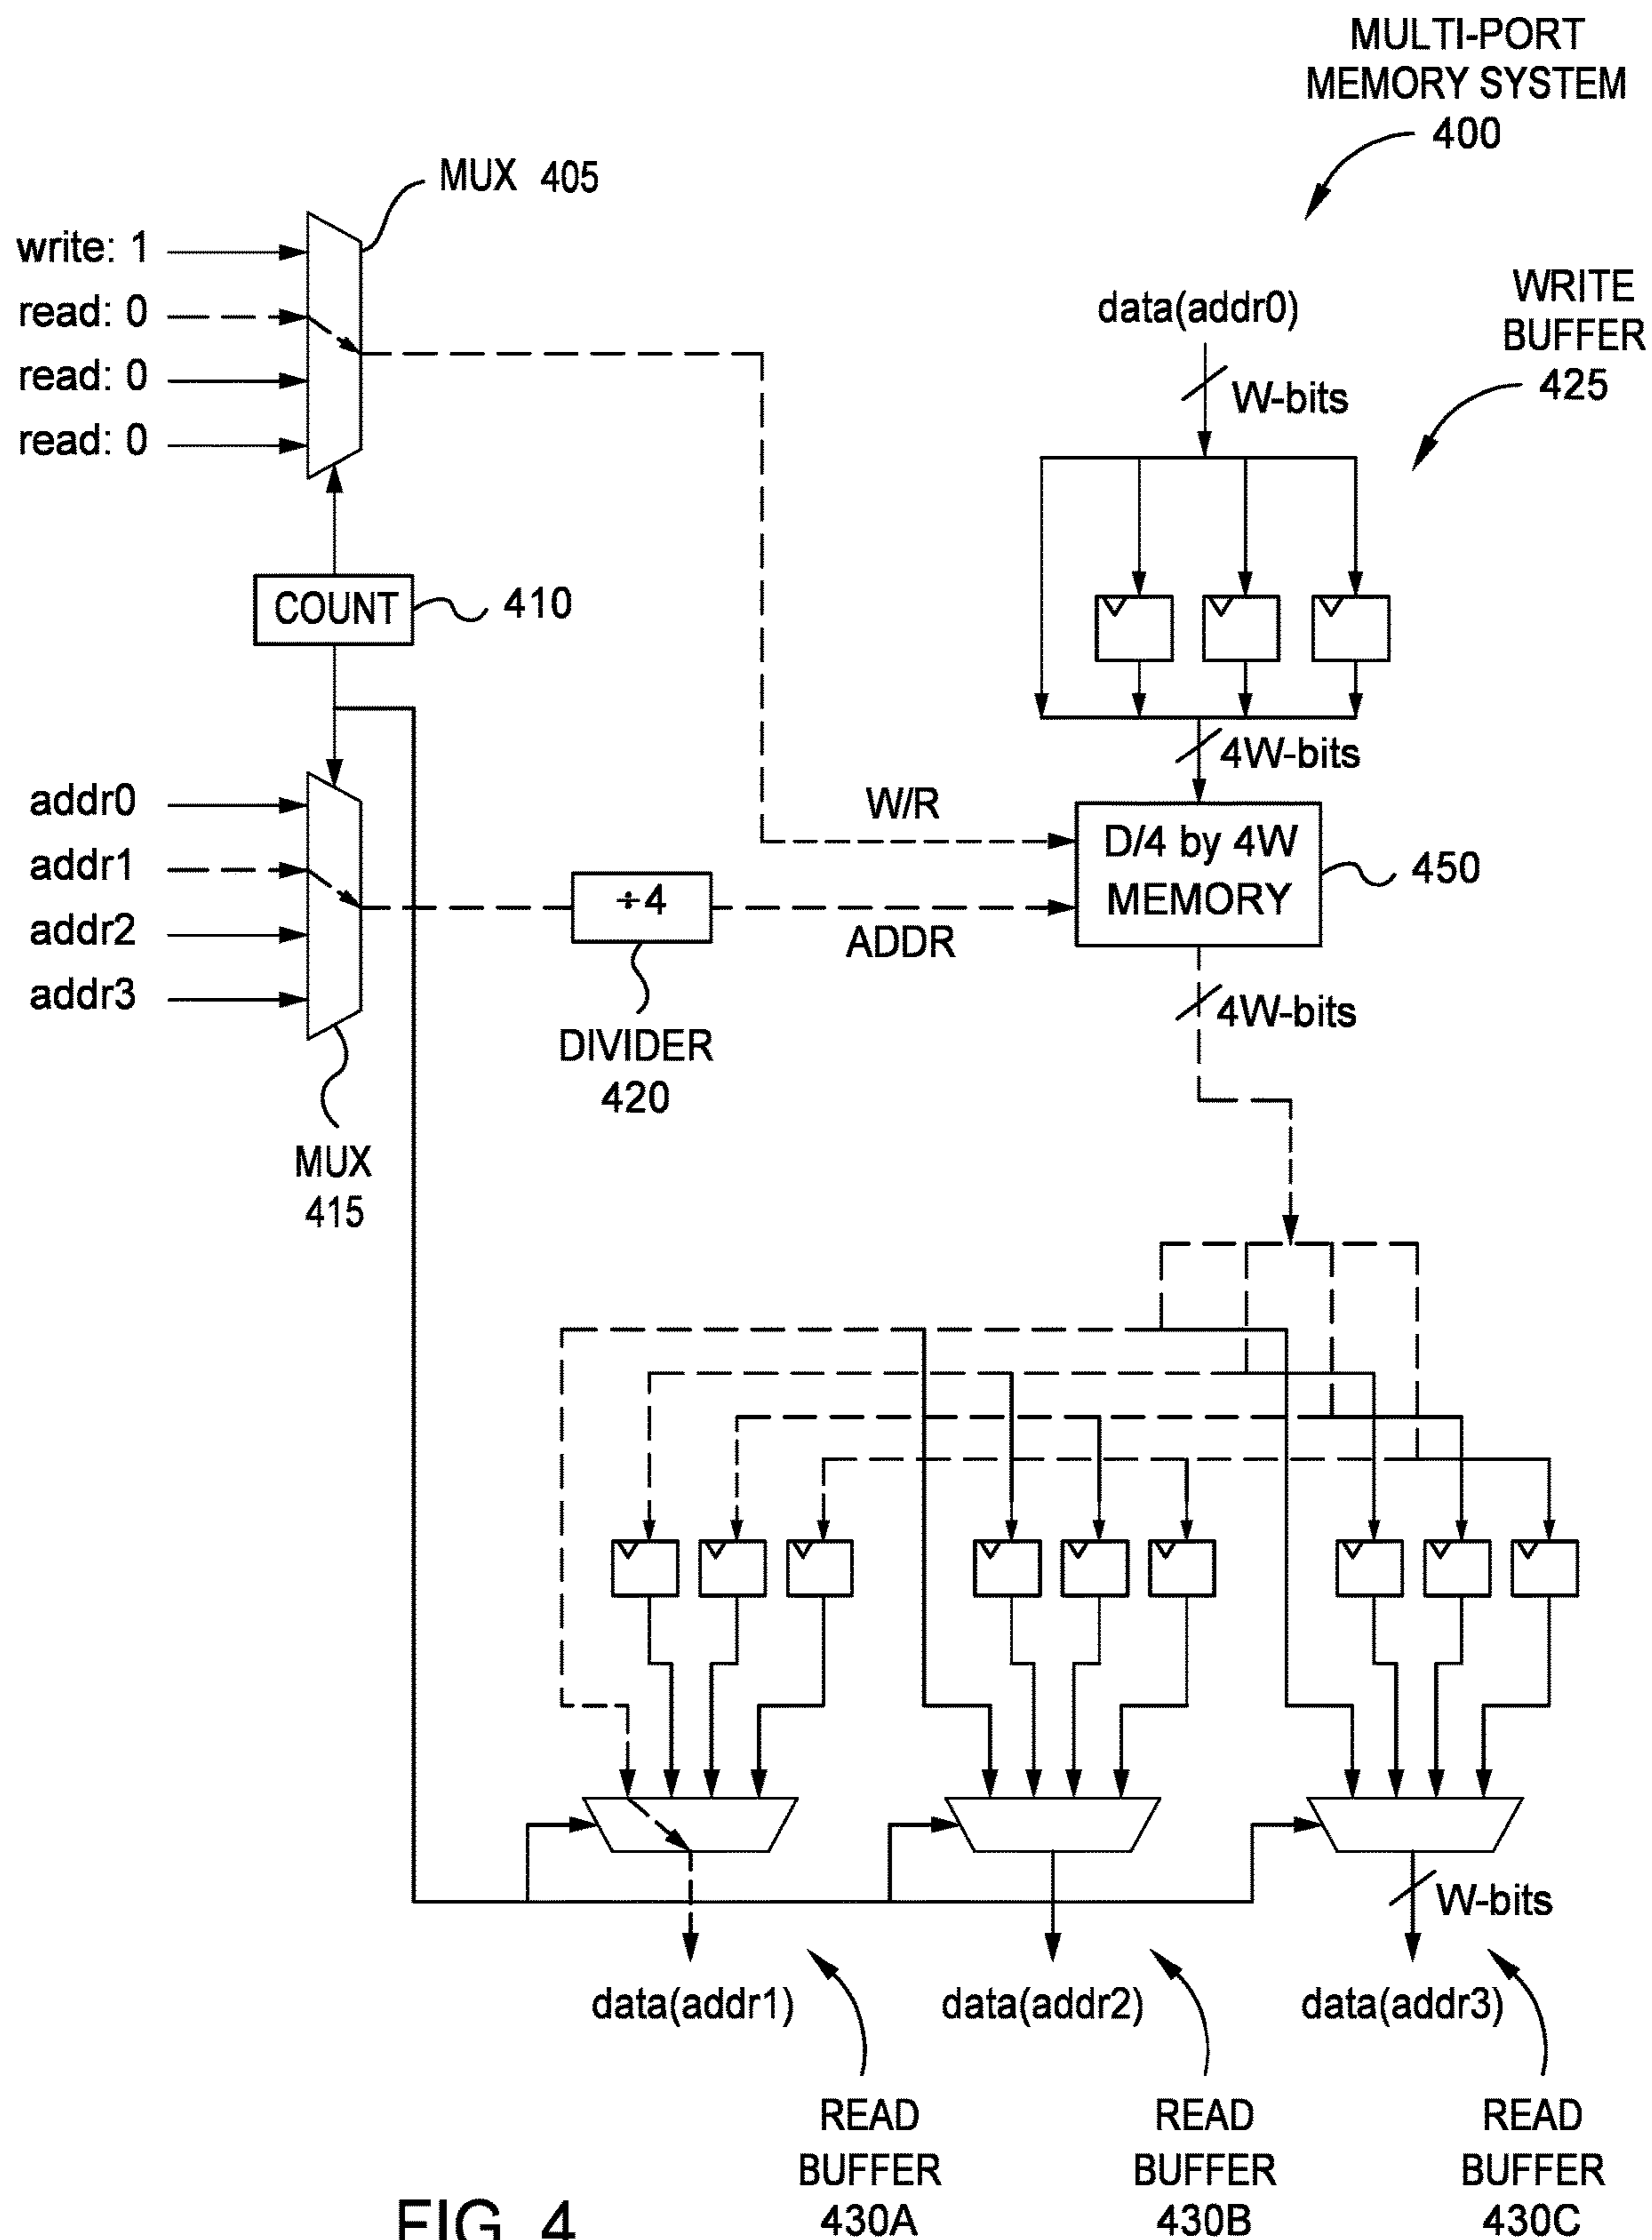 MULTI-PORT
MEMORY SYSTEM
400
MUX 405
write: 1
read: 0
read: 0
read: 0
data(addr0)
WRITE
BUFFER
425
W-bits
COUNT
410
4W-bits
addr0
addr1
addr2
addr3
W/R
D/4 by 4W
MEMORY
450
÷4
ADDR
4W-bits
DIVIDER
420
MUX
415
W-bits
data(addr1)
data(addr2)
data(addr3)
READ
BUFFER
430A
READ
BUFFER
430B
READ
BUFFER
430C
FIG. 4